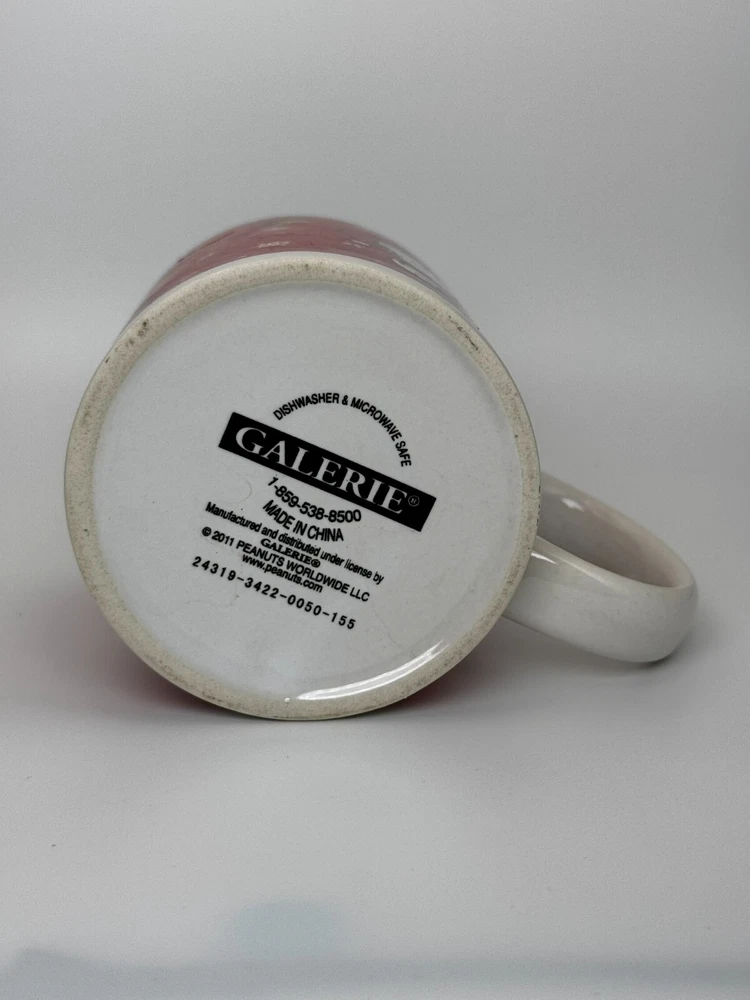 DISHWASHER & MICROWAVE SAFE
GALERIE®
1-859-538-8500
MADE IN CHINA
Manufactured and distributed under license by
GALERIE®
© 2011 PEANUTS WORLDWIDE LLC
www.peanuts.com
24319-3422-0050-155